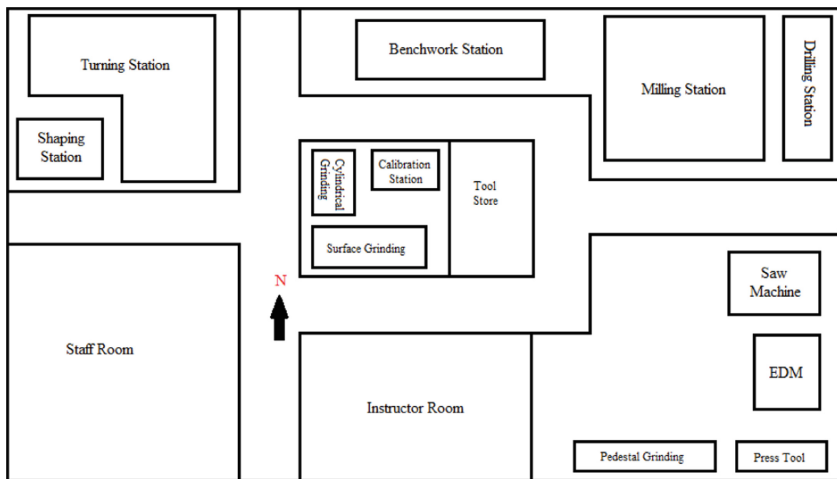 Turning Station
Shaping
Station
Benchwork Station
Milling Station
Drilling Station
Cylindrical
Grinding
Calibration
Station
Tool
Store
Surface Grinding
N
Saw
Machine
Staff Room
EDM
Instructor Room
Pedestal Grinding
Press Tool